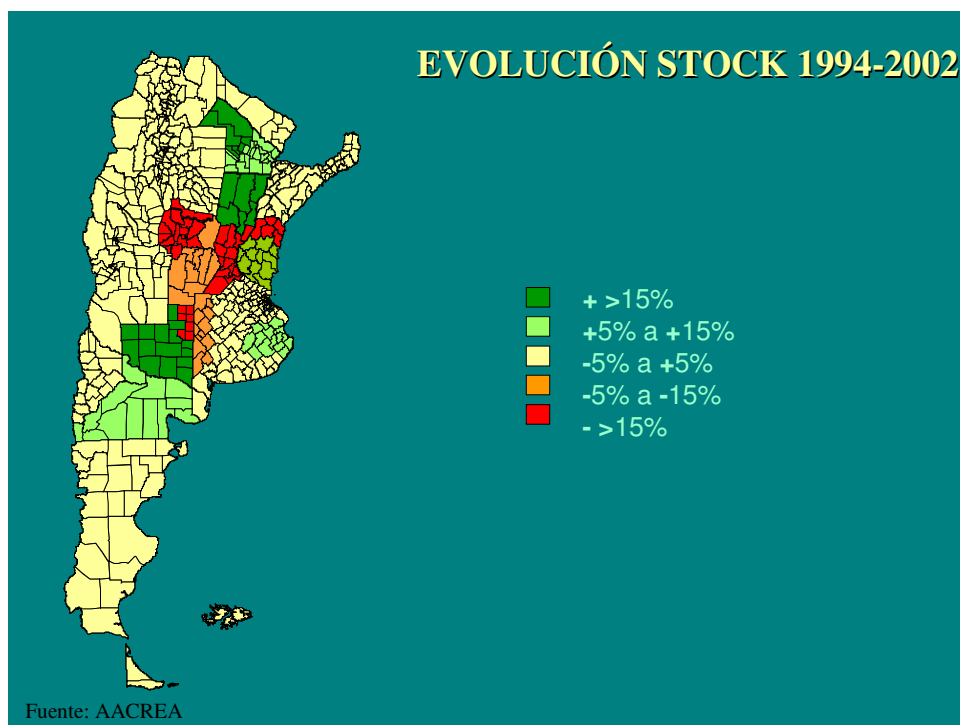 EVOLUCIÓN STOCK 1994-2002
+ >15%
+5% a +15%
-5% a +5%
-5% a -15%
- >15%
Fuente: AACREA